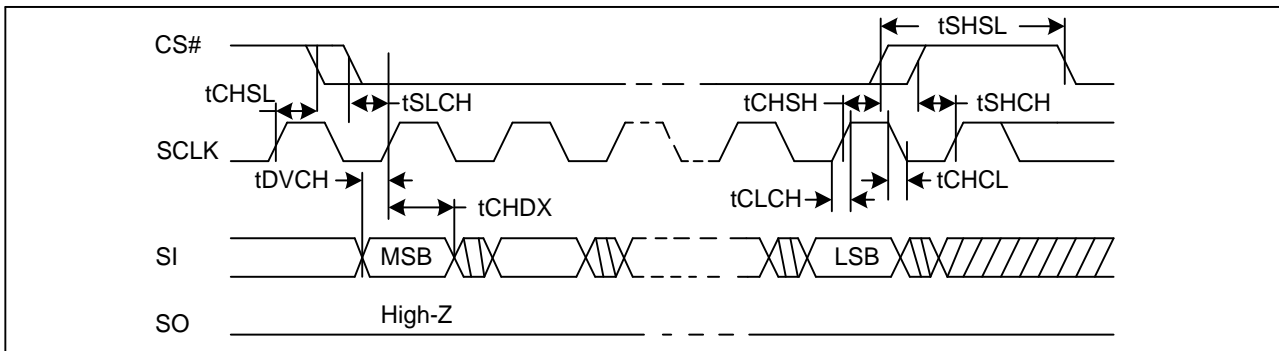 tSHSL
CS#
tCHSL
tSLCH
tCHSH
tSHCH
SCLK
tDVCH
tCHDX
tCLCH
tCHCL
SI
MSB
LSB
SO
High-Z